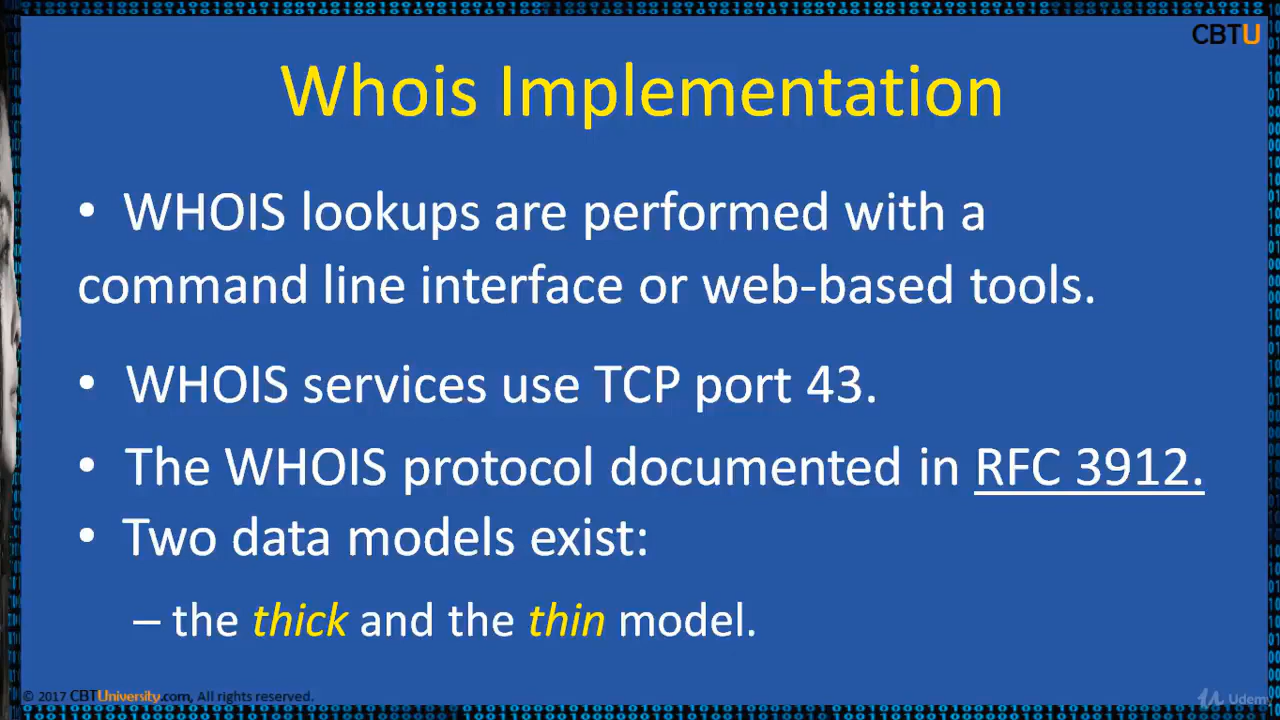 CBTU
Whois Implementation
• WHOIS lookups are performed with a
command line interface or web-based tools.
• WHOIS services use TCP port 43.
• The WHOIS protocol documented in RFC 3912.
• Two data models exist:
– the thick and the thin model.
© 2017 CBTUniversity.com, All rights reserved.
Udemy